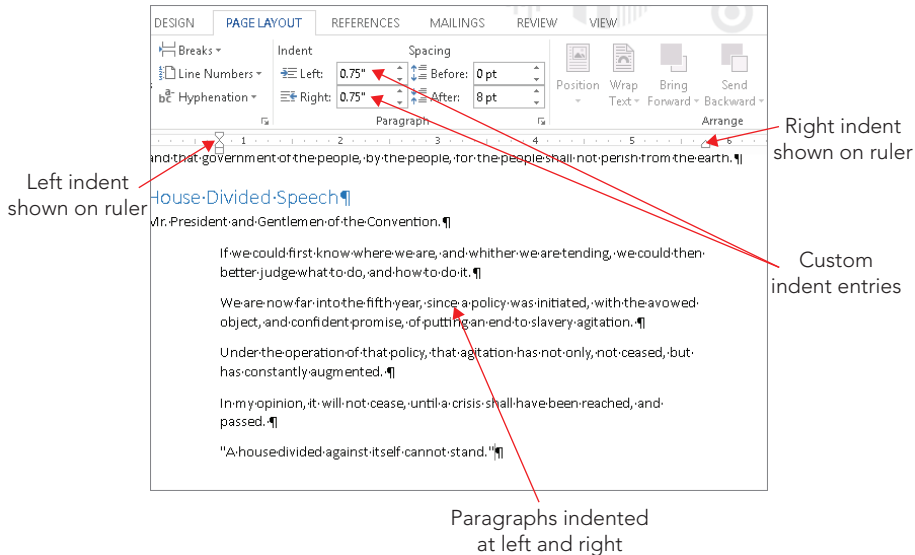 DESIGN PAGE LAYOUT REFERENCES MAILINGS REVIEW VIEW
Breaks Indent Spacing
Line Numbers Left: 0.75" Before: 0 pt
Hyphenation Right: 0.75" After: 8 pt
Position Wrap Text Bring Forward Send Backward
Paragraph Arrange
1 2 3 4 5 6
and·that·government·of·the·people,·by·the·people,·for·the·people·shall·not·perish·from·the·earth.¶
House·Divided·Speech¶
Mr.·President·and·Gentlemen·of·the·Convention.¶
If·we·could·first·know·where·we·are,·and·whither·we·are·tending,·we·could·then·
better·judge·what·to·do,·and·how·to·do·it.¶
We·are·now·far·into·the·fifth·year,·since·a·policy·was·initiated,·with·the·avowed·
object,·and·confident·promise,·of·putting·an·end·to·slavery·agitation.·¶
Under·the·operation·of·that·policy,·that·agitation·has·not·only,·not·ceased,·but·
has·constantly·augmented.·¶
In·my·opinion,·it·will·not·cease,·until·a·crisis·shall·have·been·reached,·and·
passed.·¶
"A·house·divided·against·itself·cannot·stand."¶
Left indent
shown on ruler
Right indent
shown on ruler
Custom
indent entries
Paragraphs indented
at left and right